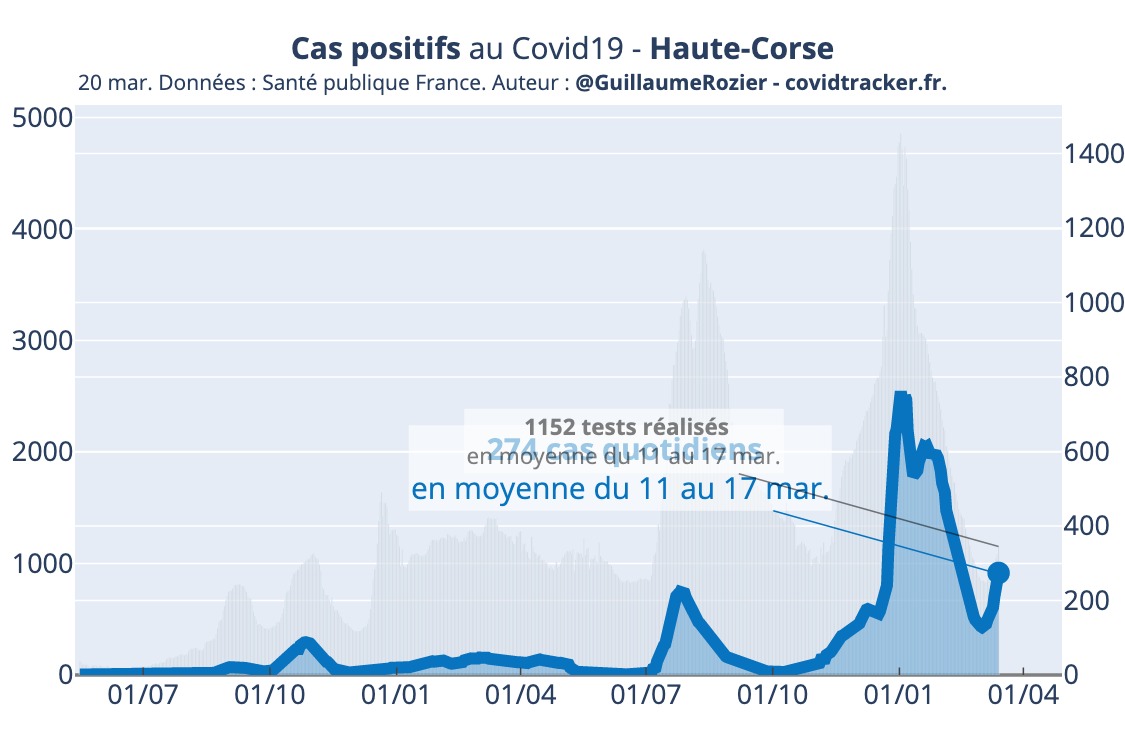 Cas positifs au Covid19 - Haute-Corse
20 mar. Données : Santé publique France. Auteur : @GuillaumeRozier - covidtracker.fr.
5000
4000
3000
2000
1000
0
1400
1200
1000
800
600
400
200
0
1152 tests réalisés
en moyenne du 11 au 17 mar.
274 cas quotidiens
en moyenne du 11 au 17 mar.
01/07 01/10 01/01 01/04 01/07 01/10 01/01 01/04